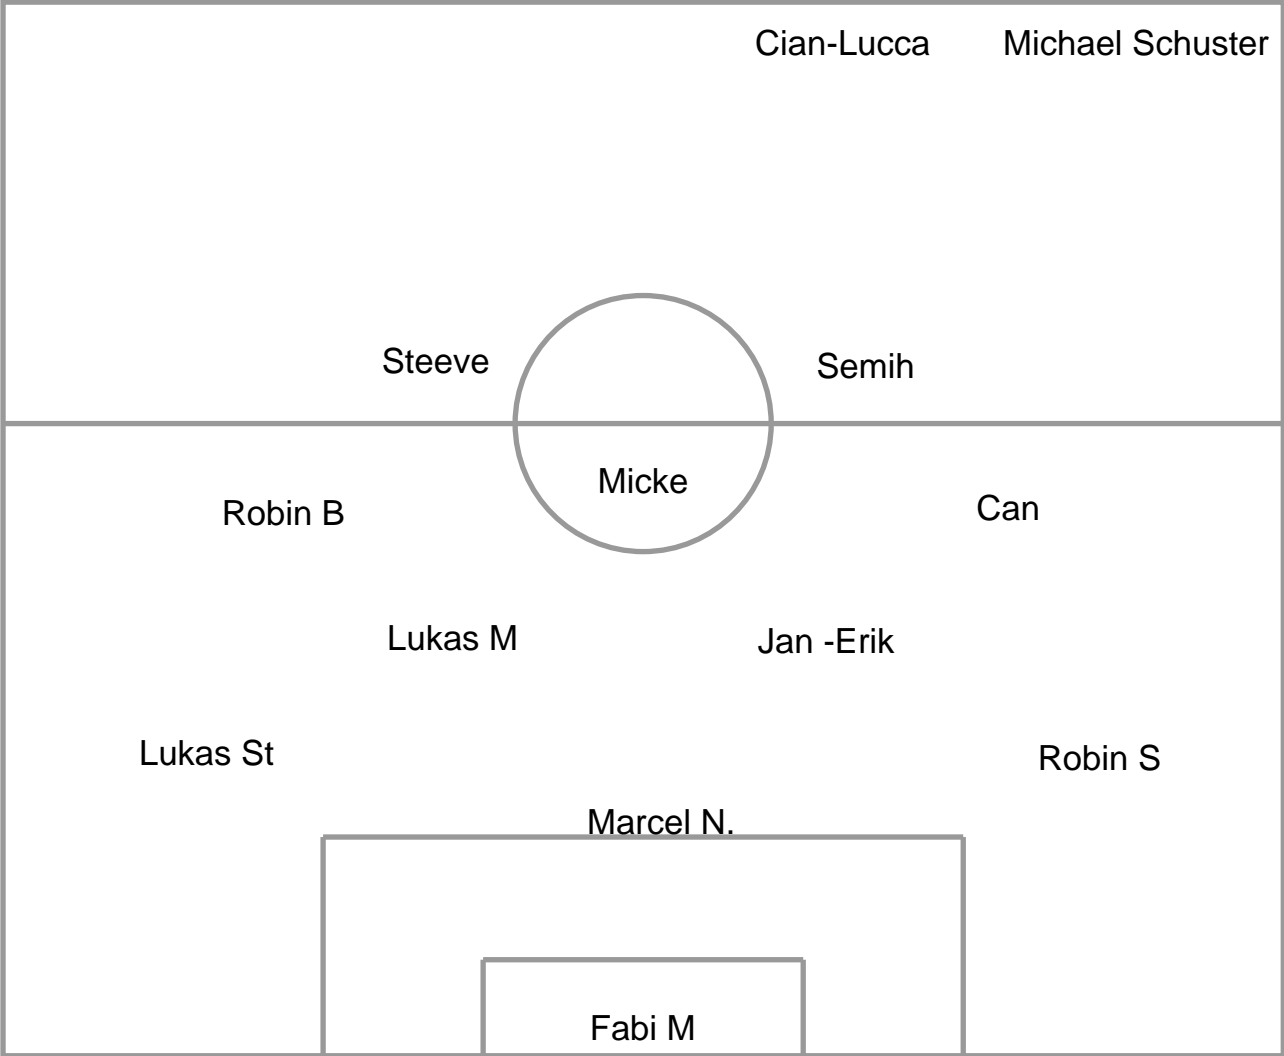 Cian-Lucca
Michael Schuster
Steeve
Semih
Micke
Robin B
Can
Lukas M
Jan -Erik
Lukas St
Robin S
Marcel N.
Fabi M